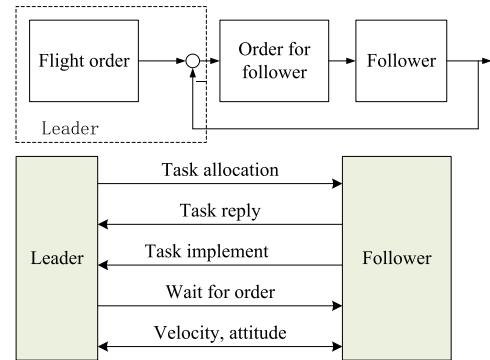 Flight order
Order for
follower
Follower
Leader
Task allocation
Task reply
Leader
Task implement
Follower
Wait for order
Velocity, attitude